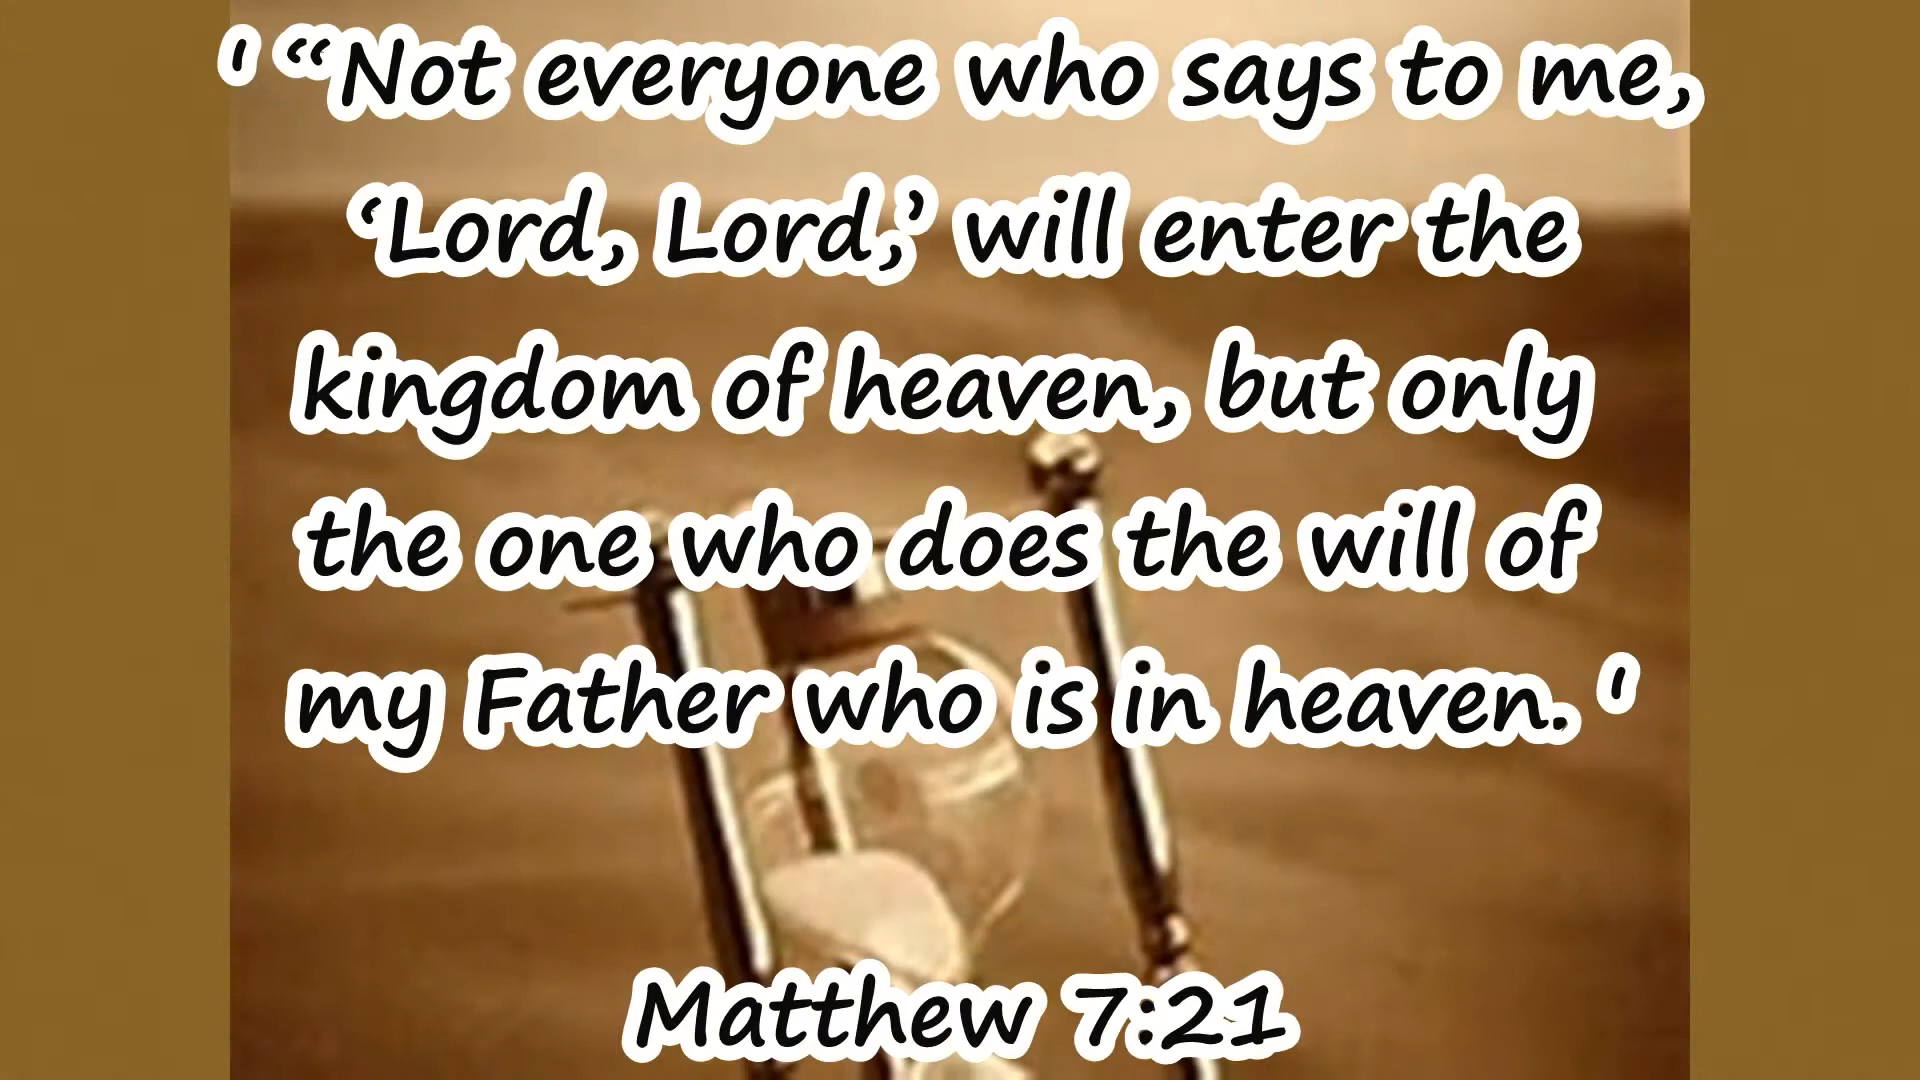 ' “Not everyone who says to me,
‘Lord, Lord,’ will enter the
kingdom of heaven, but only
the one who does the will of
my Father who is in heaven. '
Matthew 7:21